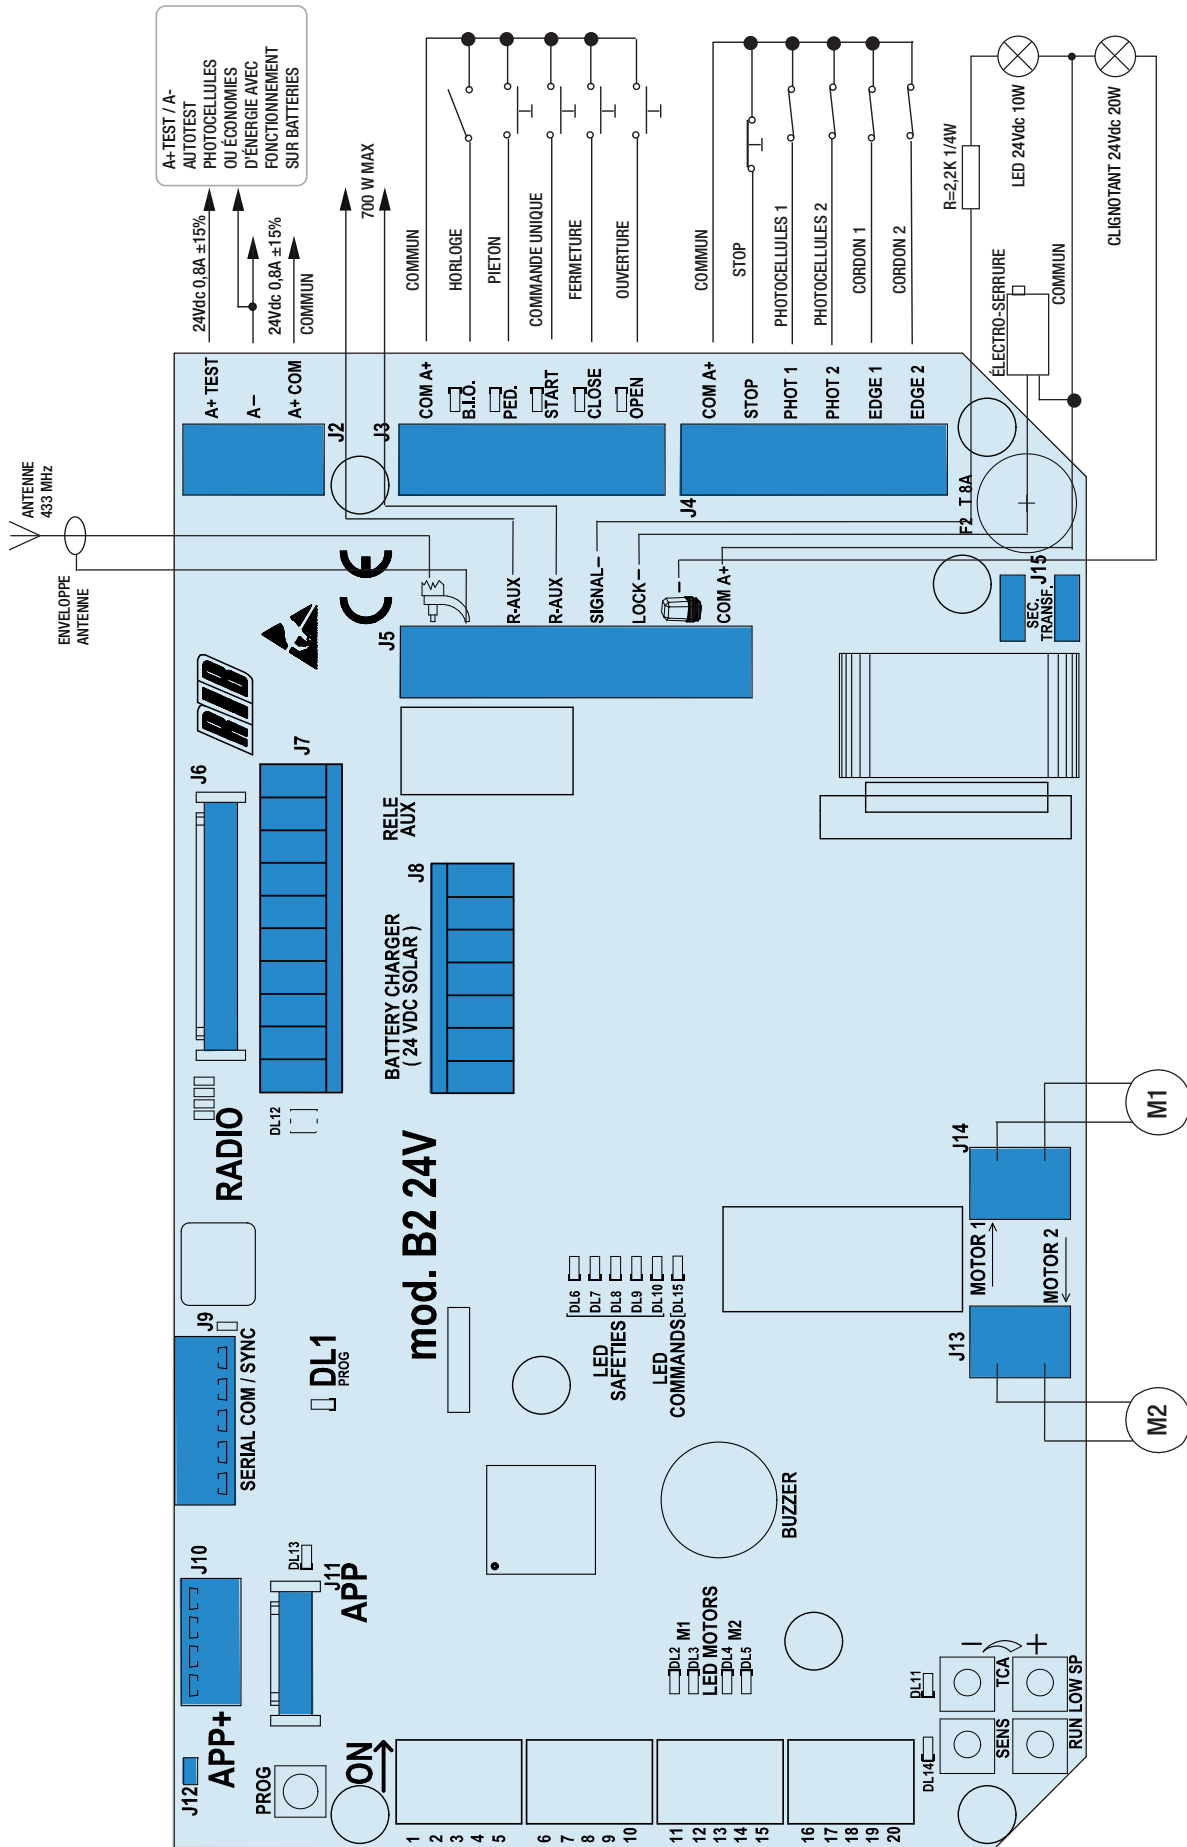 A+ TEST / A-
AUTOTEST
PHOTOCELLULES
OU ÉCONOMIES
D'ÉNERGIE AVEC
FONCTIONNEMENT
SUR BATTERIES
24Vdc 0,8A ±15%
24Vdc 0,8A ±15%
COMMUN
700 W MAX
COMMUN
HORLOGE
PIETON
COMMANDE UNIQUE
FERMETURE
OUVERTURE
COMMUN
STOP
PHOTOCELLULES 1
PHOTOCELLULES 2
CORDON 1
CORDON 2
R=2,2K 1/4W
LED 24Vdc 10W
CLIGNOTANT 24Vdc 20W
ÉLECTRO-SERRURE
COMMUN
ANTENNE
433 MHz
ENVELOPPE
ANTENNE
A+ TEST
A−
A+ COM
J2
COM A+
B.I.O.
PED.
START
CLOSE
OPEN
J3
COM A+
STOP
PHOT 1
PHOT 2
EDGE 1
EDGE 2
J4
F2 T 8A
CE
R-AUX
R-AUX
SIGNAL −
LOCK −
−
COM A+
J5
J15
SEC.
TRANSF.
RIB
J6
J7
RELE
AUX
J8
BATTERY CHARGER
( 24 VDC SOLAR )
RADIO
DL12
mod. B2 24V
J9
SERIAL COM / SYNC
DL1
PROG
DL6
DL7
DL8
DL9
DL10
DL15
LED
SAFETIES
LED
COMMANDS
J14
MOTOR 1
MOTOR 2
J13
M1
M2
BUZZER
J10
APP+
J12
DL13
J11
APP
PROG
ON
DL2
DL3
DL4
DL5
M1
M2
LED MOTORS
DL11
DL14
− +
TCA
SENS
RUN LOW SP
1
2
3
4
5
6
7
8
9
10
11
12
13
14
15
16
17
18
19
20